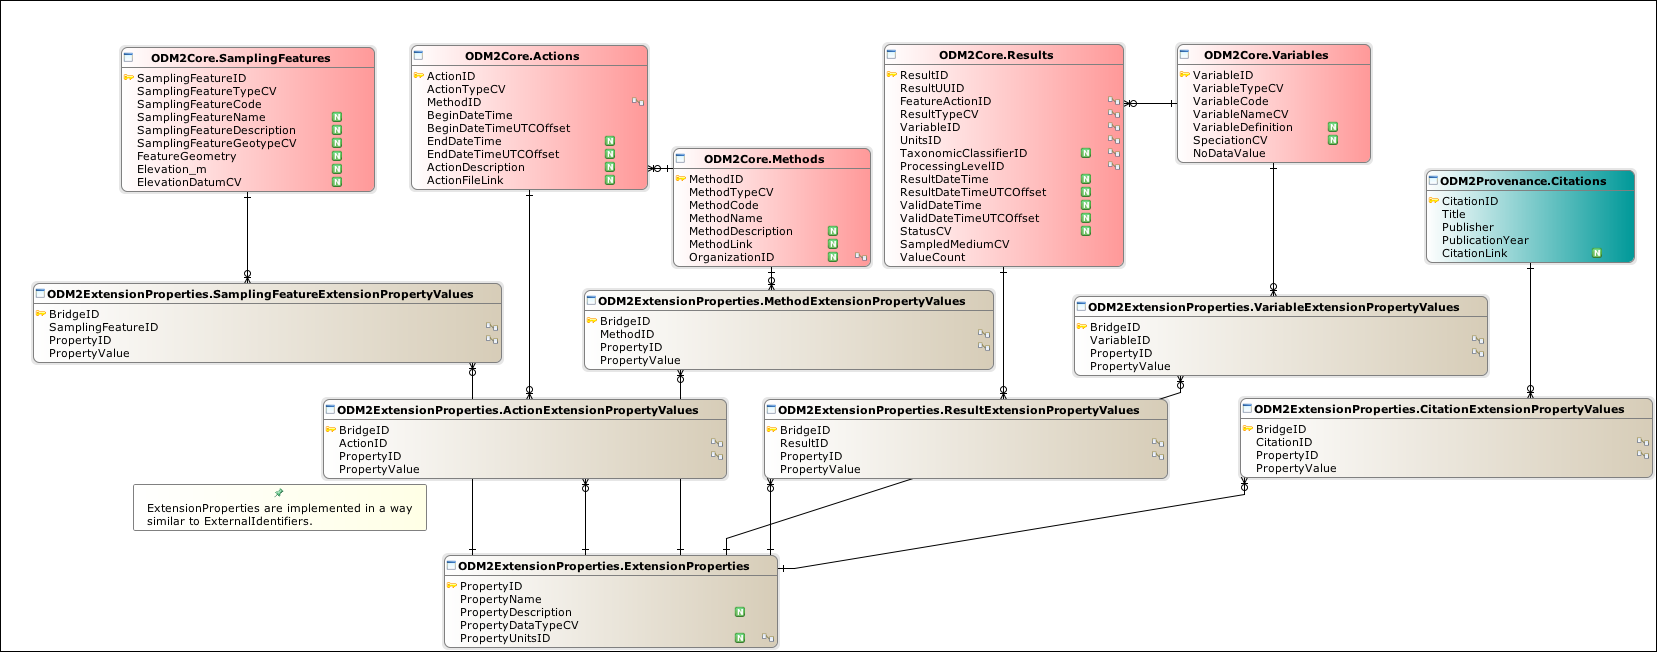 ODM2Core.SamplingFeatures
SamplingFeatureID
SamplingFeatureTypeCV
SamplingFeatureCode
SamplingFeatureName N
SamplingFeatureDescription N
SamplingFeatureGeotypeCV N
FeatureGeometry N
Elevation_m N
ElevationDatumCV N
ODM2Core.Actions
ActionID
ActionTypeCV
MethodID
BeginDateTime
BeginDateTimeUTCOffset
EndDateTime N
EndDateTimeUTCOffset N
ActionDescription N
ActionFileLink N
ODM2Core.Methods
MethodID
MethodTypeCV
MethodCode
MethodName
MethodDescription N
MethodLink N
OrganizationID N
ODM2Core.Results
ResultID
ResultUUID
FeatureActionID
ResultTypeCV
VariableID
UnitsID
TaxonomicClassifierID N
ProcessingLevelID
ResultDateTime N
ResultDateTimeUTCOffset N
ValidDateTime N
ValidDateTimeUTCOffset N
StatusCV N
SampledMediumCV
ValueCount
ODM2Core.Variables
VariableID
VariableTypeCV
VariableCode
VariableNameCV
VariableDefinition N
SpeciationCV N
NoDataValue
ODM2Provenance.Citations
CitationID
Title
Publisher
PublicationYear
CitationLink N
ODM2ExtensionProperties.SamplingFeatureExtensionPropertyValues
BridgeID
SamplingFeatureID
PropertyID
PropertyValue
ODM2ExtensionProperties.MethodExtensionPropertyValues
BridgeID
MethodID
PropertyID
PropertyValue
ODM2ExtensionProperties.VariableExtensionPropertyValues
BridgeID
VariableID
PropertyID
PropertyValue
ODM2ExtensionProperties.ActionExtensionPropertyValues
BridgeID
ActionID
PropertyID
PropertyValue
ODM2ExtensionProperties.ResultExtensionPropertyValues
BridgeID
ResultID
PropertyID
PropertyValue
ODM2ExtensionProperties.CitationExtensionPropertyValues
BridgeID
CitationID
PropertyID
PropertyValue
ExtensionProperties are implemented in a way
similar to ExternalIdentifiers.
ODM2ExtensionProperties.ExtensionProperties
PropertyID
PropertyName
PropertyDescription N
PropertyDataTypeCV
PropertyUnitsID N